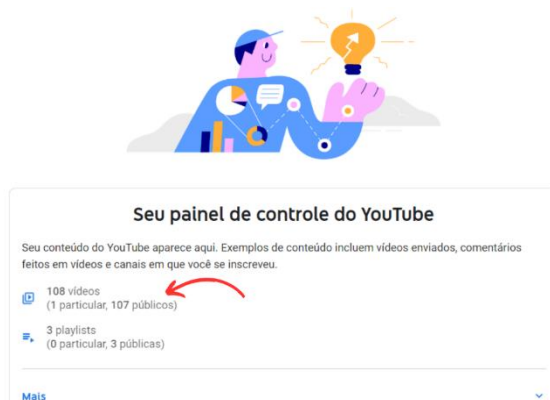 Seu painel de controle do YouTube
Seu conteúdo do YouTube aparece aqui. Exemplos de conteúdo incluem vídeos enviados, comentários
feitos em vídeos e canais em que você se inscreveu.
108 vídeos
(1 particular, 107 públicos)
3 playlists
(0 particular, 3 públicas)
Mais